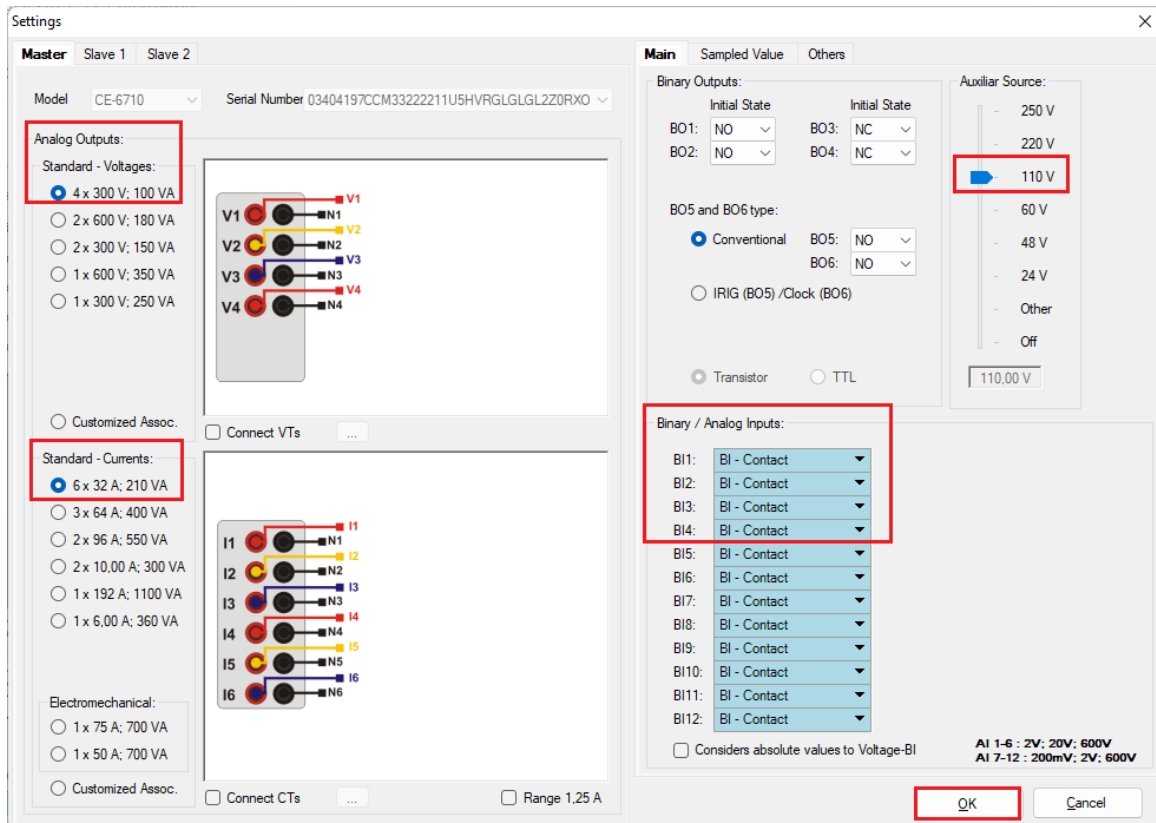 Settings
Master Slave 1 Slave 2
Model CE-6710 Serial Number 03404197CCM33222211U5HVRGLGLGL2Z0RXO
Analog Outputs:
Standard - Voltages:
4 x 300 V; 100 VA
2 x 600 V; 180 VA
2 x 300 V; 150 VA
1 x 600 V; 350 VA
1 x 300 V; 250 VA
Customized Assoc.
V1 V1 N1
V2 V2 N2
V3 V3 N3
V4 V4 N4
Connect VTs ...
Standard - Currents:
6 x 32 A; 210 VA
3 x 64 A; 400 VA
2 x 96 A; 550 VA
2 x 10,00 A; 300 VA
1 x 192 A; 1100 VA
1 x 6,00 A; 360 VA
Electromechanical:
1 x 75 A; 700 VA
1 x 50 A; 700 VA
Customized Assoc.
I1 I1 N1
I2 I2 N2
I3 I3 N3
I4 I4 N4
I5 I5 N5
I6 I6 N6
Connect CTs ... Range 1,25 A
Main Sampled Value Others
Binary Outputs:
Initial State Initial State
BO1: NO BO3: NC
BO2: NO BO4: NC
BO5 and BO6 type:
Conventional BO5: NO
BO6: NO
IRIG (BO5) /Clock (BO6)
Transistor TTL
Auxiliar Source:
250 V
220 V
110 V
60 V
48 V
24 V
Other
Off
110,00 V
Binary / Analog Inputs:
BI1: BI - Contact
BI2: BI - Contact
BI3: BI - Contact
BI4: BI - Contact
BI5: BI - Contact
BI6: BI - Contact
BI7: BI - Contact
BI8: BI - Contact
BI9: BI - Contact
BI10: BI - Contact
BI11: BI - Contact
BI12: BI - Contact
Considers absolute values to Voltage-BI
AI 1-6 : 2V; 20V; 600V
AI 7-12 : 200mV; 2V; 600V
OK Cancel